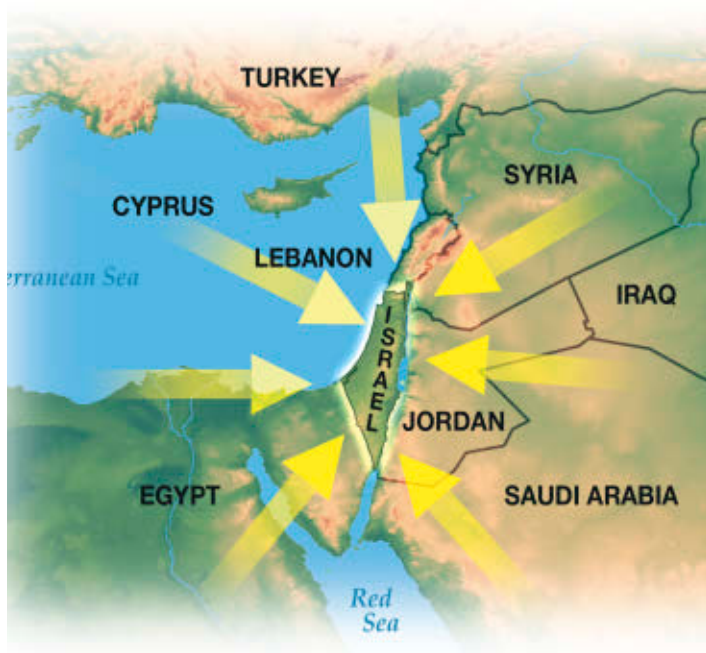 TURKEY
SYRIA
CYPRUS
LEBANON
erranean Sea
IRAQ
ISRAEL
JORDAN
EGYPT
SAUDI ARABIA
Red
Sea